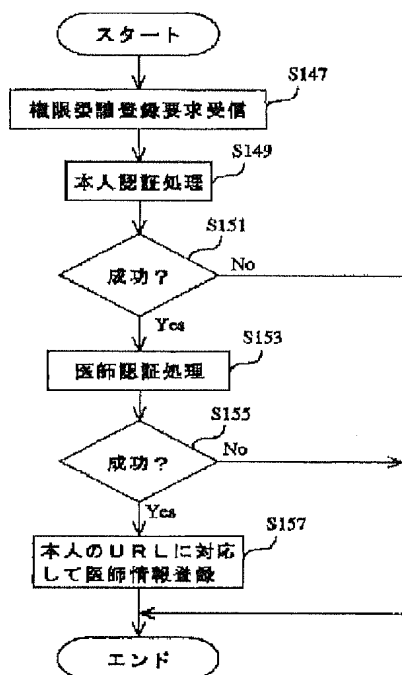 スタート
S147
権限委譲登録要求受信
S149
本人認証処理
S151
成功?
No
Yes
S153
医師認証処理
S155
成功?
No
Yes
S157
本人のURLに対応
して医師情報登録
エンド